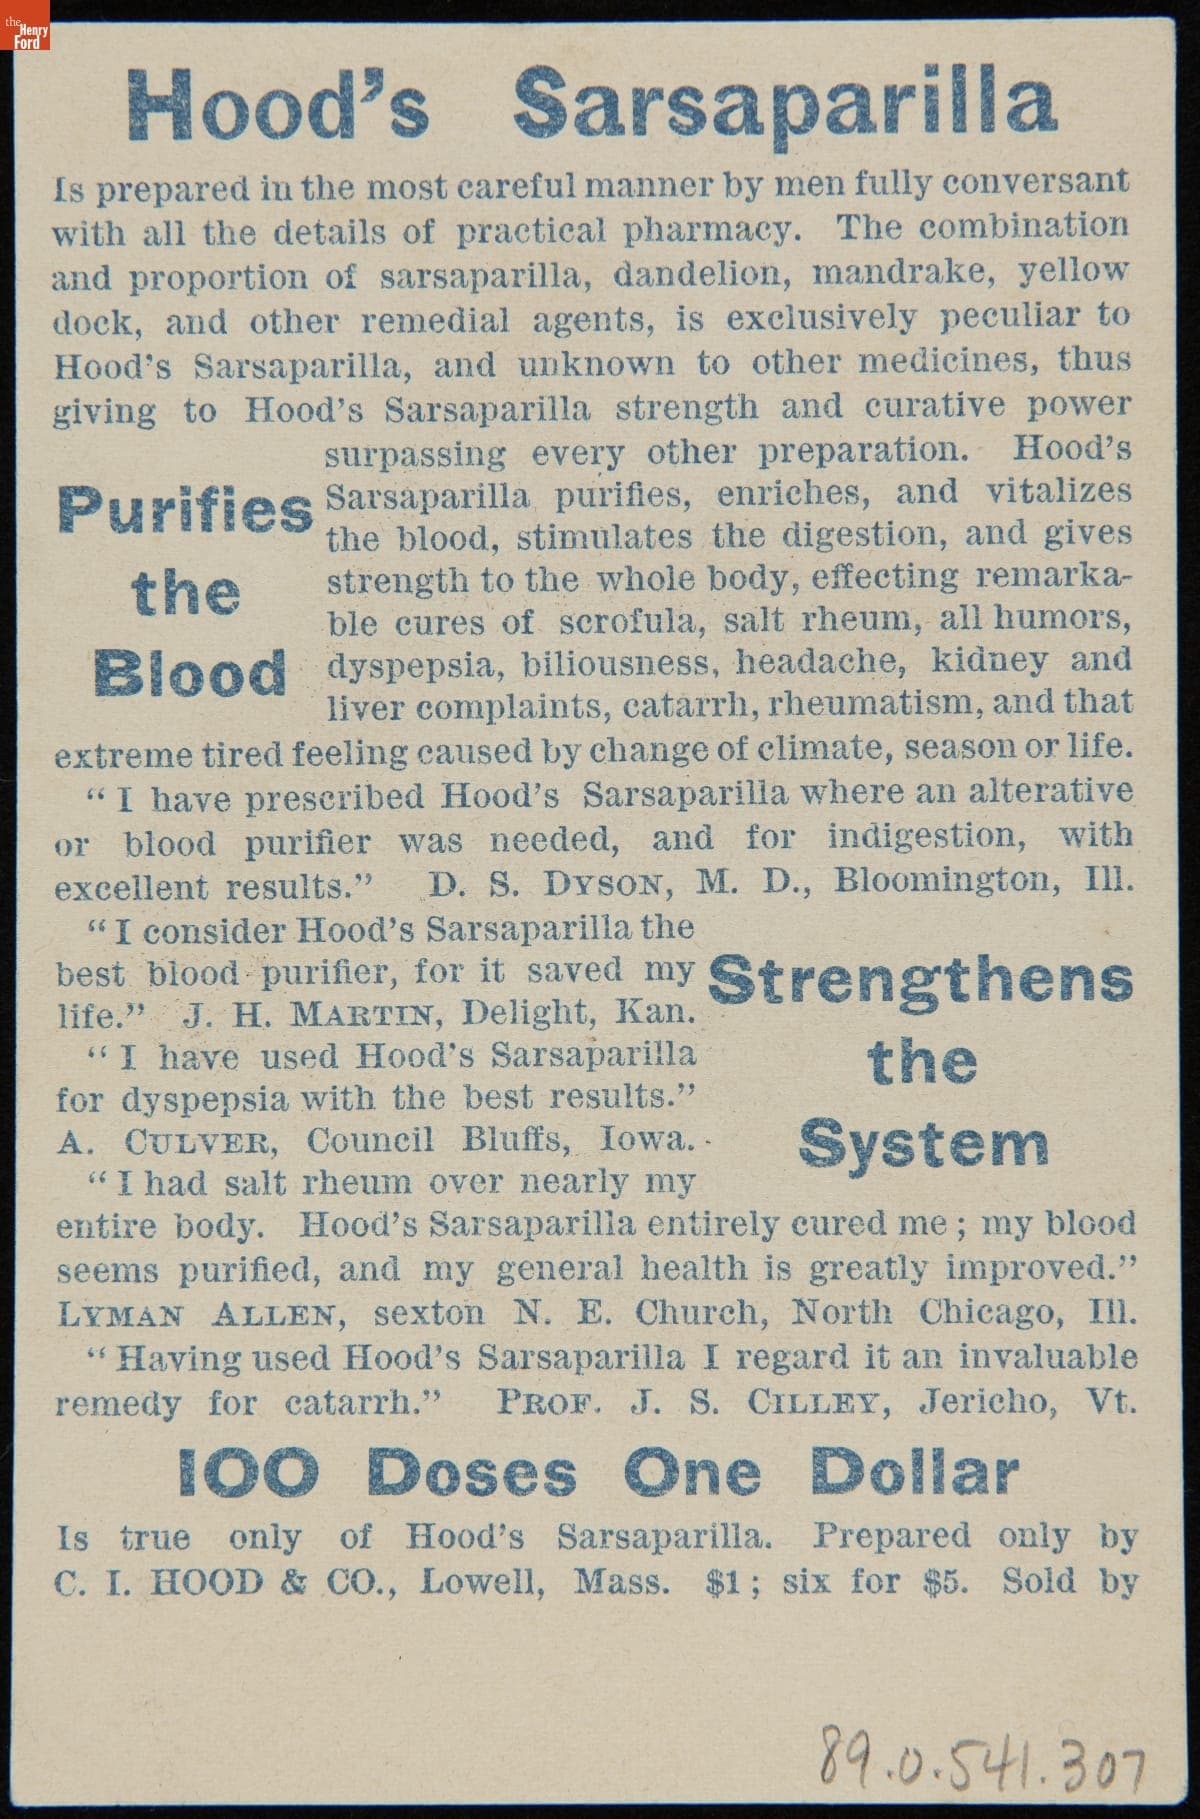 the
Henry
Ford
Hood's Sarsaparilla
Is prepared in the most careful manner by men fully conversant
with all the details of practical pharmacy. The combination
and proportion of sarsaparilla, dandelion, mandrake, yellow
dock, and other remedial agents, is exclusively peculiar to
Hood's Sarsaparilla, and unknown to other medicines, thus
giving to Hood's Sarsaparilla strength and curative power
surpassing every other preparation. Hood's
Sarsaparilla purifies, enriches, and vitalizes
the blood, stimulates the digestion, and gives
strength to the whole body, effecting remarka-
ble cures of scrofula, salt rheum, all humors,
dyspepsia, biliousness, headache, kidney and
liver complaints, catarrh, rheumatism, and that
Purifies
the
Blood
extreme tired feeling caused by change of climate, season or life.
"I have prescribed Hood's Sarsaparilla where an alterative
or blood purifier was needed, and for indigestion, with
excellent results." D. S. DYSON, M. D., Bloomington, Ill.
"I consider Hood's Sarsaparilla the
best blood purifier, for it saved my
life." J. H. MARTIN, Delight, Kan.
"I have used Hood's Sarsaparilla
for dyspepsia with the best results."
A. CULVER, Council Bluffs, Iowa.
"I had salt rheum over nearly my
Strengthens
the
System
entire body. Hood's Sarsaparilla entirely cured me; my blood
seems purified, and my general health is greatly improved."
LYMAN ALLEN, sexton N. E. Church, North Chicago, Ill.
"Having used Hood's Sarsaparilla I regard it an invaluable
remedy for catarrh." PROF. J. S. CILLEY, Jericho, Vt.
100 Doses One Dollar
Is true only of Hood's Sarsaparilla. Prepared only by
C. I. HOOD & CO., Lowell, Mass. $1; six for $5. Sold by
89.0.541.307